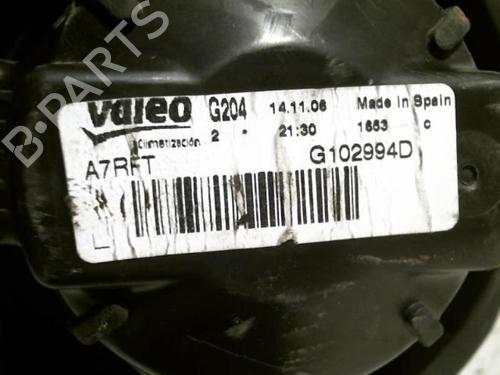 B-PARTS
valeo G204 14.11.06 Made in Spain
Climatización 2 - 21:30 1653 c
A7RFT G102994D
L